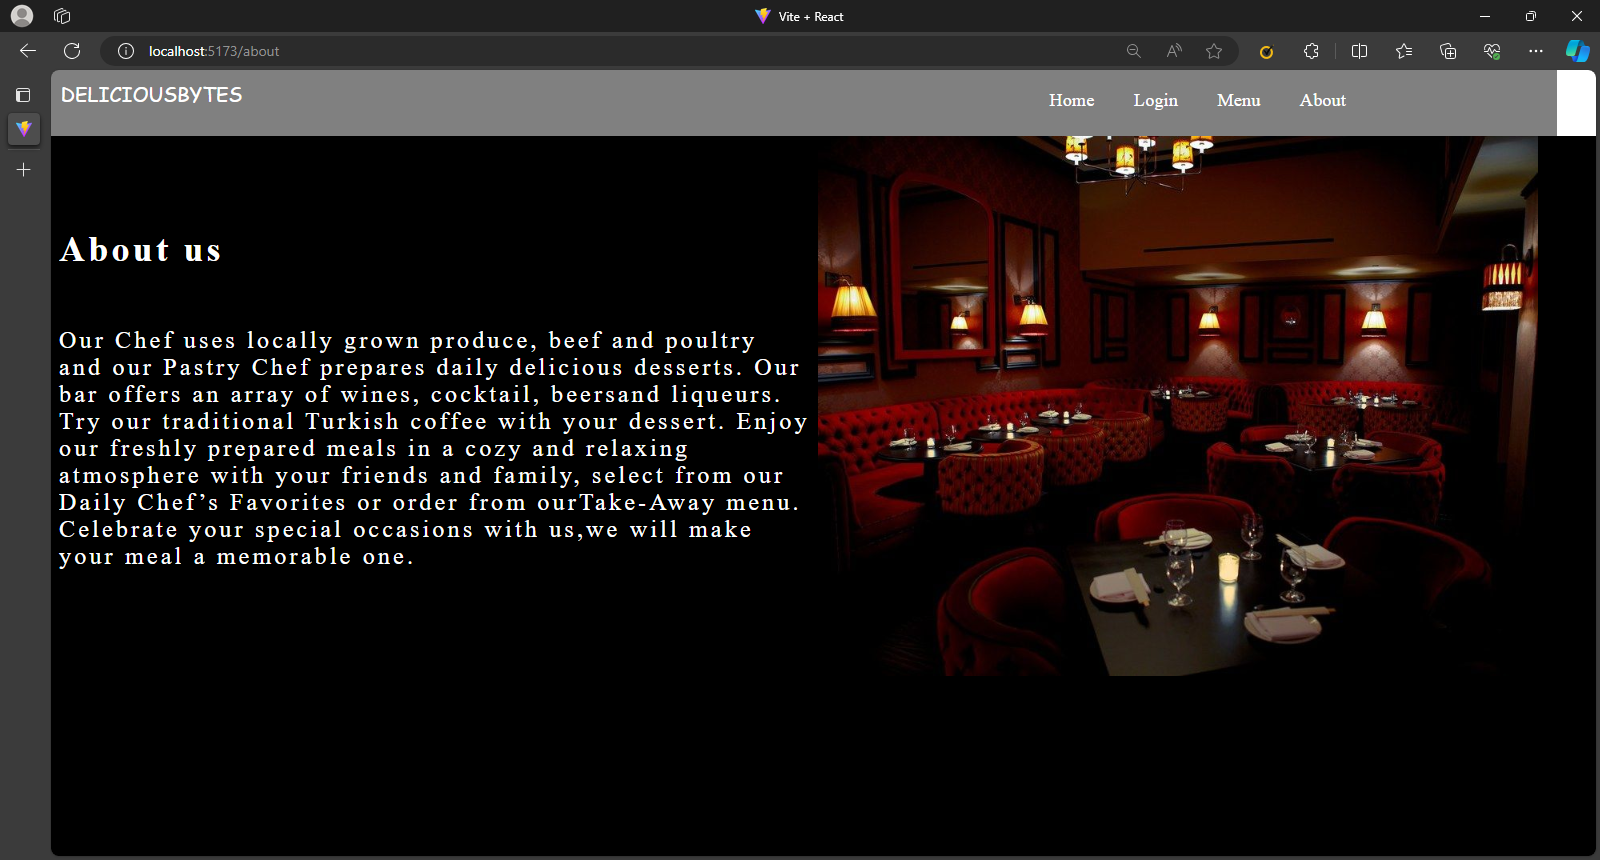 Vite + React
localhost:5173/about
DELICIOUSBYTES
Home Login Menu About
About us
Our Chef uses locally grown produce, beef and poultry
and our Pastry Chef prepares daily delicious desserts. Our
bar offers an array of wines, cocktail, beersand liqueurs.
Try our traditional Turkish coffee with your dessert. Enjoy
our freshly prepared meals in a cozy and relaxing
atmosphere with your friends and family, select from our
Daily Chef’s Favorites or order from ourTake-Away menu.
Celebrate your special occasions with us,we will make
your meal a memorable one.